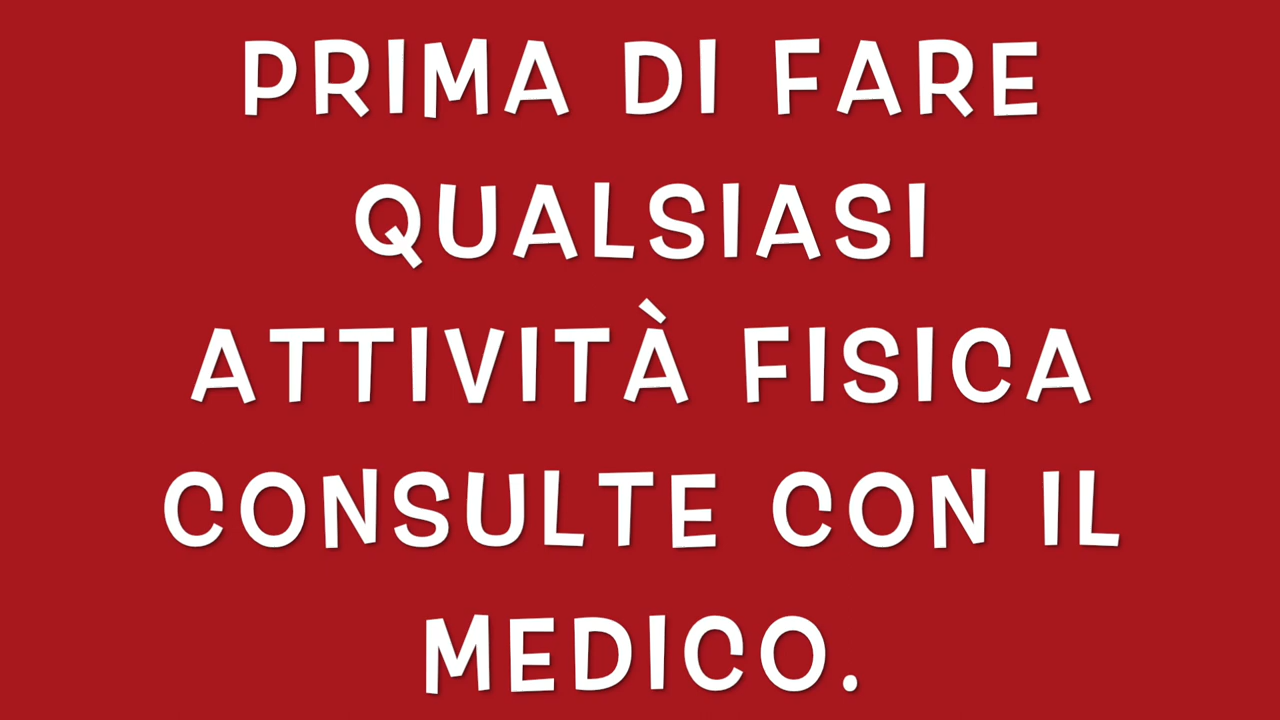 PRIMA DI FARE
QUALSIASI
ATTIVITÀ FISICA
CONSULTE CON IL
MEDICO.